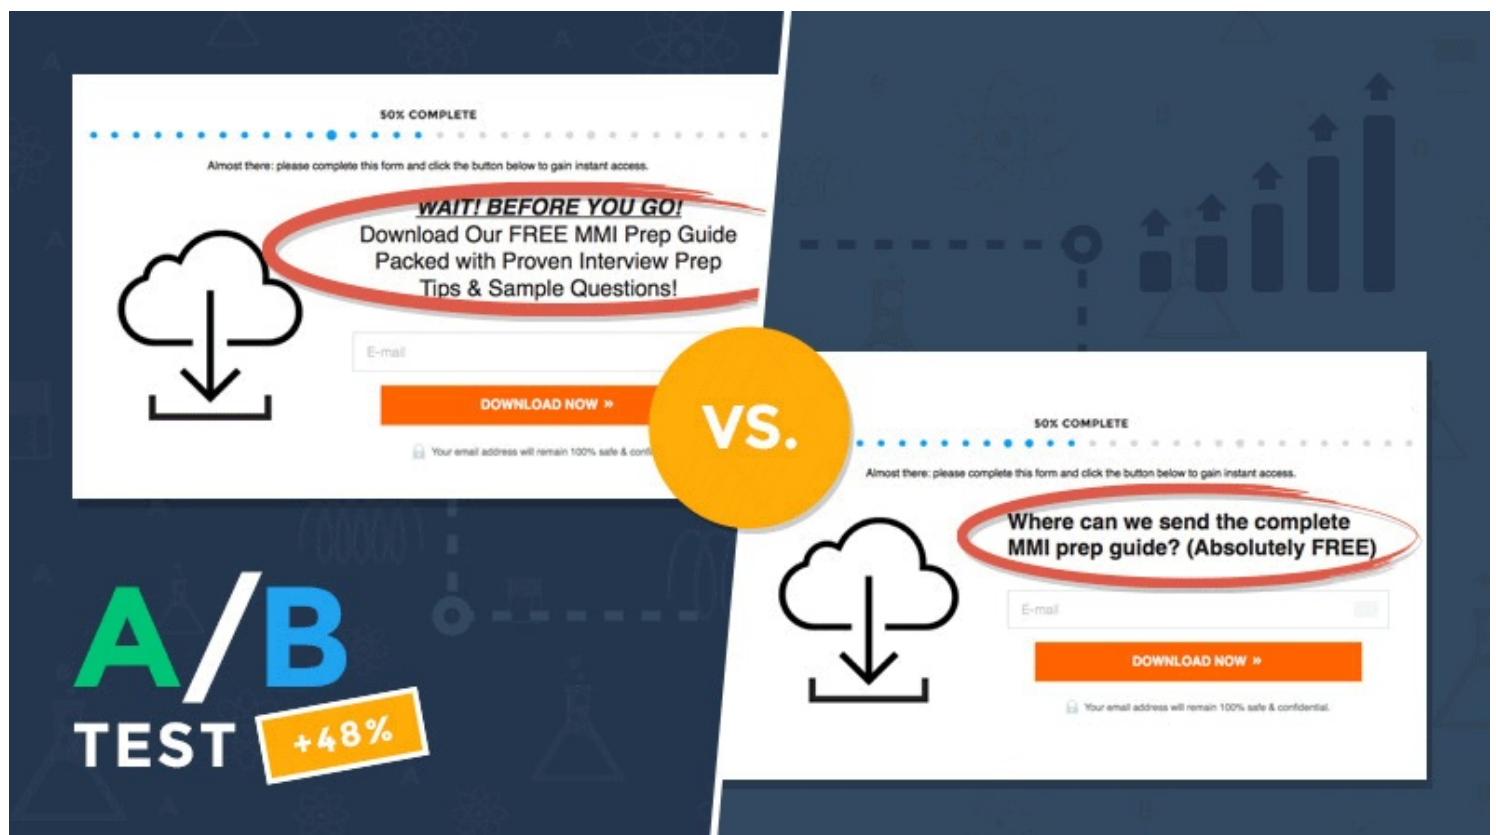 50% COMPLETE
Almost there: please complete this form and click the button below to gain instant access.
WAIT! BEFORE YOU GO!
Download Our FREE MMI Prep Guide
Packed with Proven Interview Prep
Tips & Sample Questions!
E-mail
DOWNLOAD NOW »
Your email address will remain 100% safe &
VS.
50% COMPLETE
Almost there: please complete this form and click the button below to gain instant access.
Where can we send the complete
MMI prep guide? (Absolutely FREE)
E-mail
DOWNLOAD NOW »
Your email address will remain 100% safe & confidential.
A/B
TEST
+48%